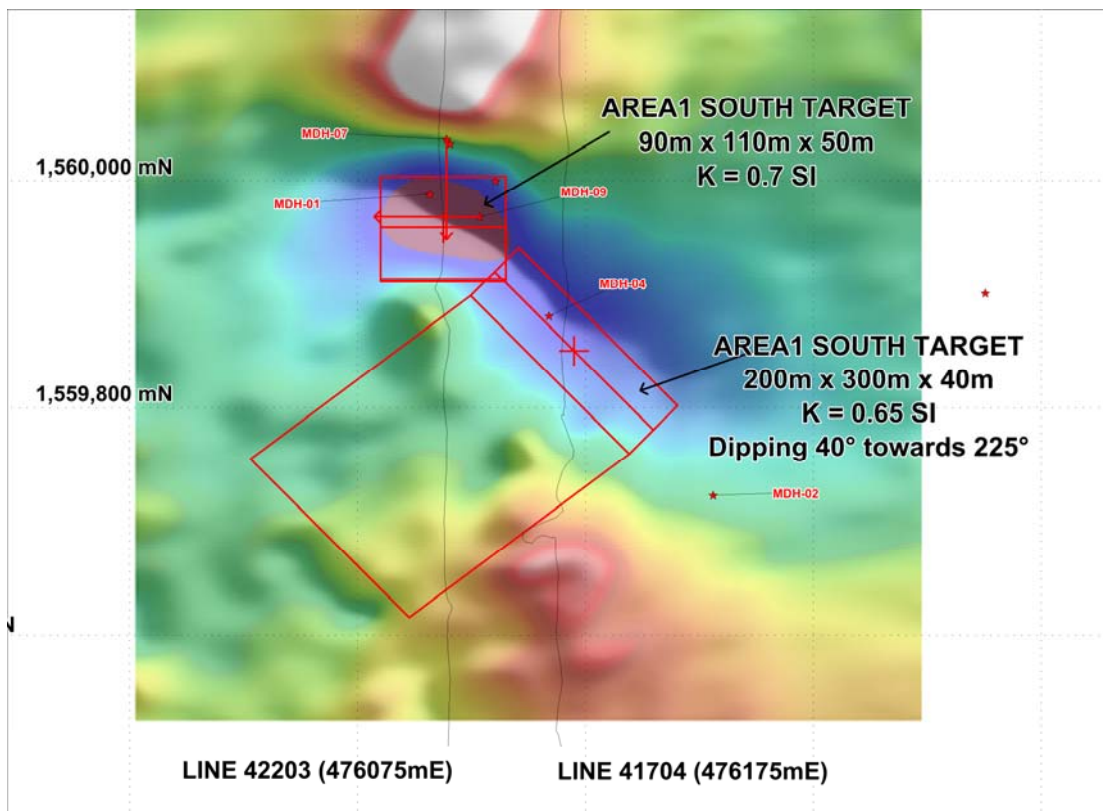 AREA1 SOUTH TARGET
90m x 110m x 50m
K = 0.7 SI
MDH-07
1,560,000 mN
MDH-01
MDH-09
MDH-04
AREA1 SOUTH TARGET
200m x 300m x 40m
K = 0.65 SI
Dipping 40° towards 225°
1,559,800 mN
MDH-02
N
LINE 42203 (476075mE)
LINE 41704 (476175mE)